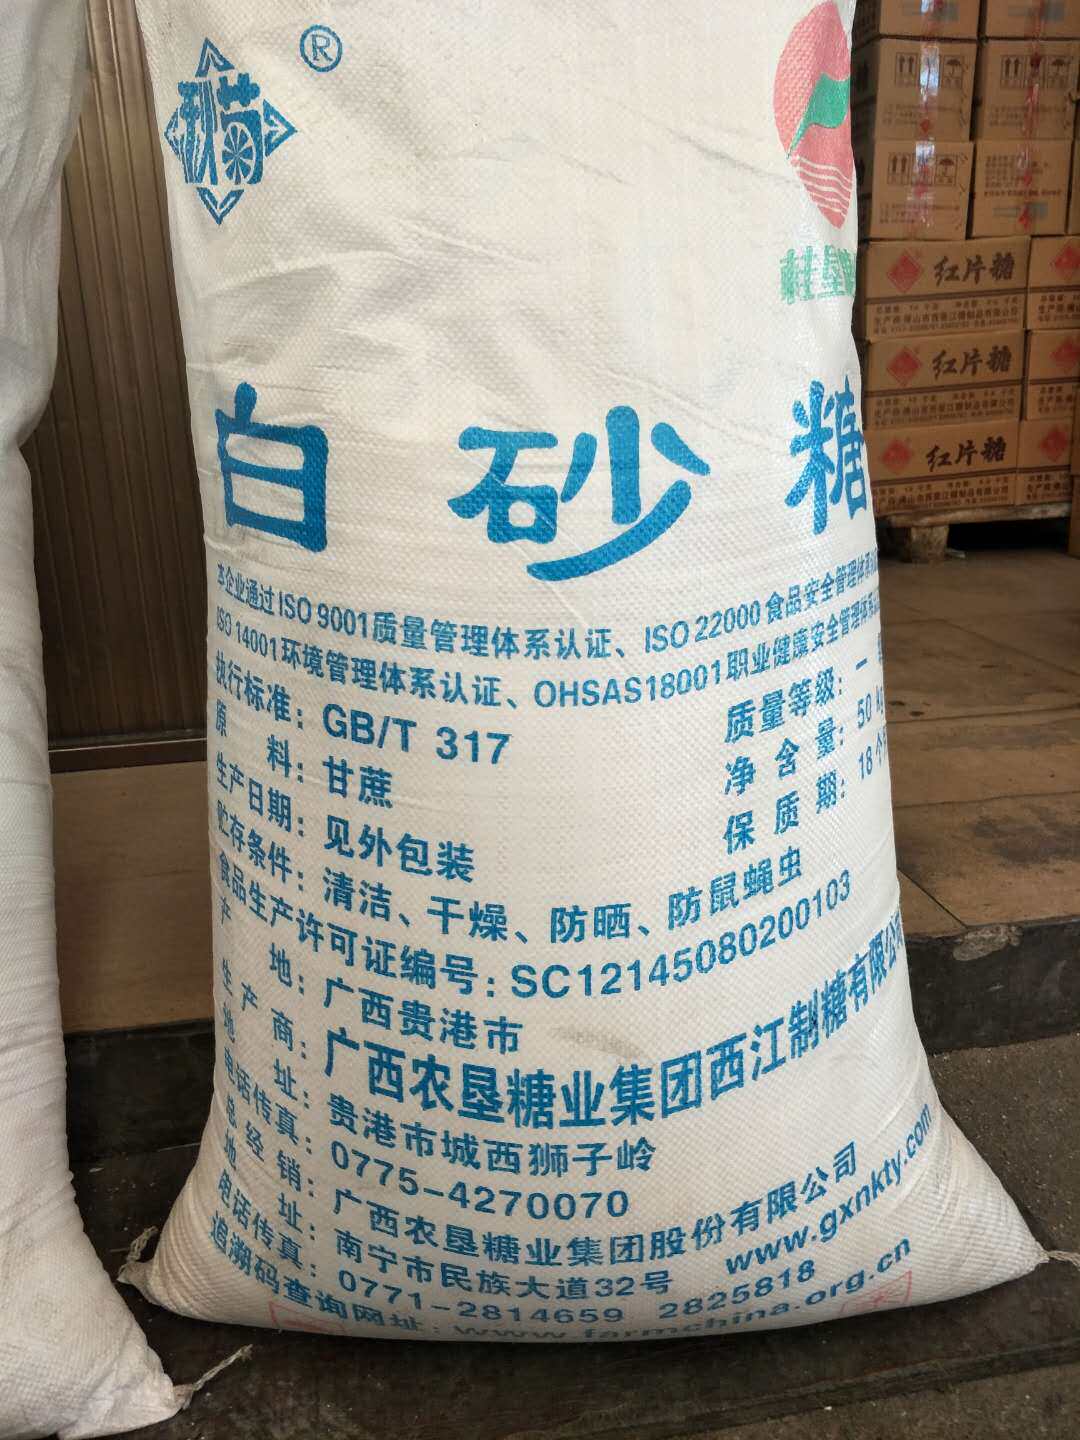 ®
桂垦
白砂糖
本企业通过ISO 9001质量管理体系认证、ISO 22000食品安全管理体系
ISO 14001环境管理体系认证、OHSAS18001职业健康安全管理体系
执行标准：GB/T 317
质量等级：一
原料：甘蔗
净含量：50 kg
生产日期：见外包装
保质期：18个
贮存条件：清洁、干燥、防晒、防鼠蝇虫
食品生产许可证编号：SC12145080200103
产地：广西贵港市
生产商：广西农垦糖业集团西江制糖有限公司
地址：贵港市城西狮子岭
电话传真：0775-4270070
总经销：广西农垦糖业集团股份有限公司
地址：南宁市民族大道32号 www.gxnkty.com
电话传真：0771-2814659 2825818
追溯码查询网址：www.farmchina.org.cn
红片糖
红片糖
红片糖